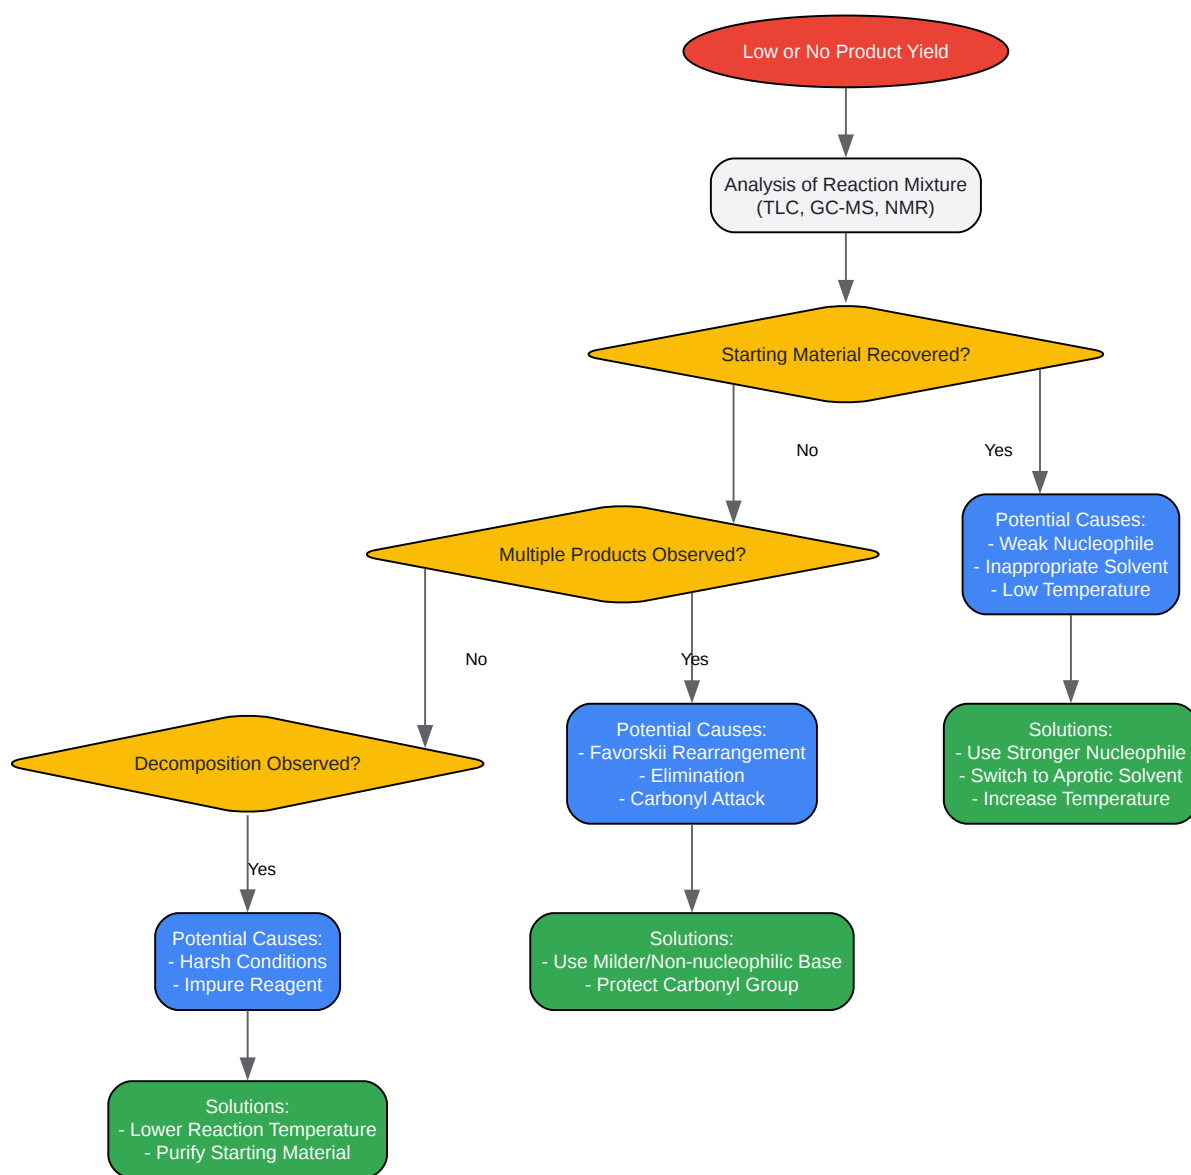 Low or No Product Yield
Analysis of Reaction Mixture
(TLC, GC-MS, NMR)
Starting Material Recovered?
No
Yes
Potential Causes:
- Weak Nucleophile
- Inappropriate Solvent
- Low Temperature
Multiple Products Observed?
No
Yes
Solutions:
- Use Stronger Nucleophile
- Switch to Aprotic Solvent
- Increase Temperature
Potential Causes:
- Favorskii Rearrangement
- Elimination
- Carbonyl Attack
Decomposition Observed?
Yes
Potential Causes:
- Harsh Conditions
- Impure Reagent
Solutions:
- Use Milder/Non-nucleophilic Base
- Protect Carbonyl Group
Solutions:
- Lower Reaction Temperature
- Purify Starting Material